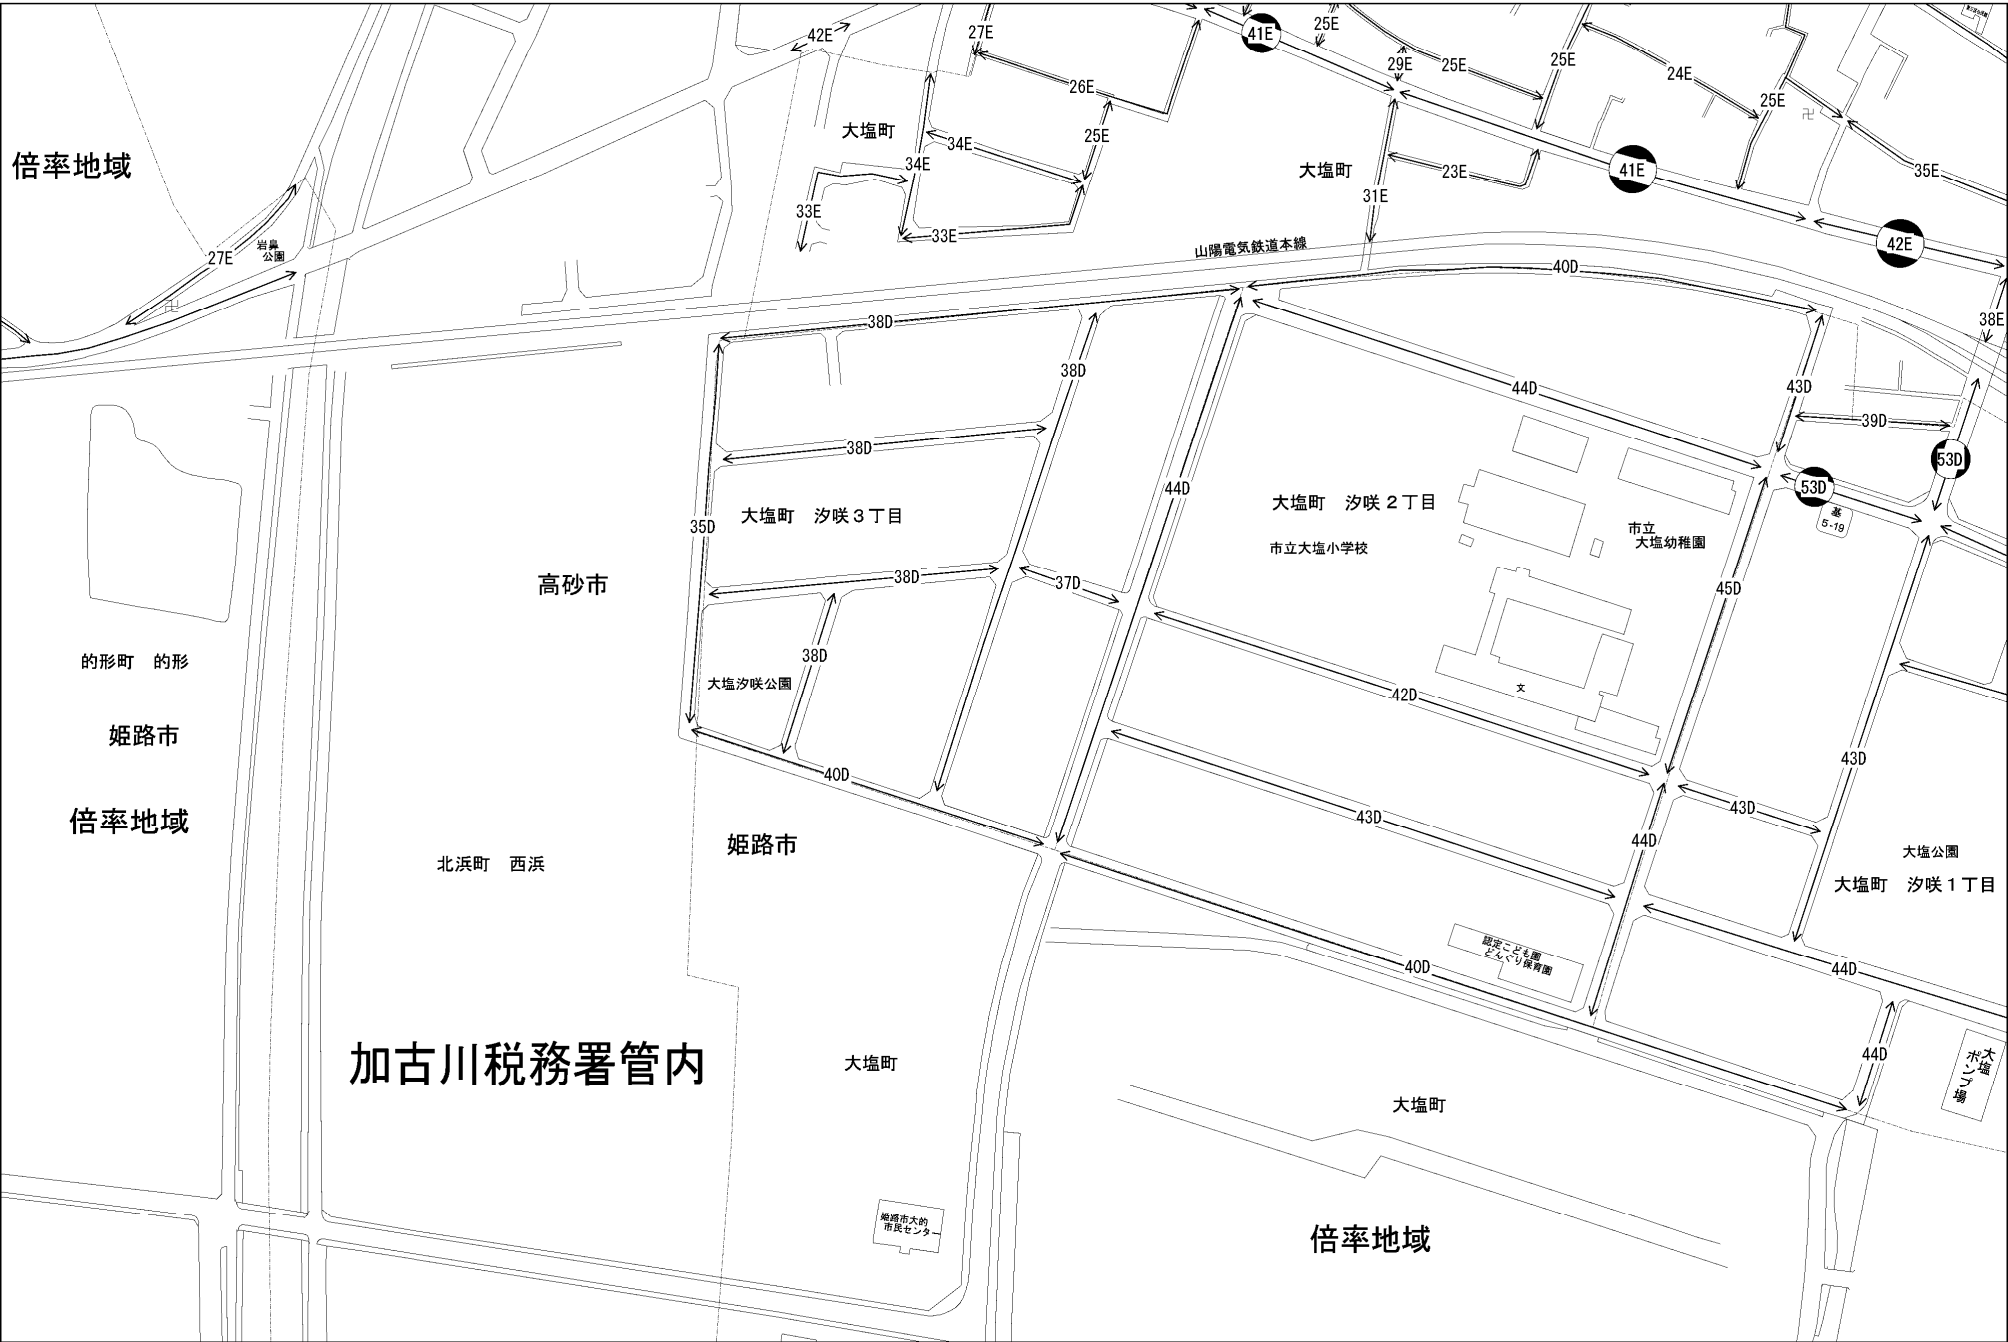 42E
27E
41E
25E
29E
25E
25E
24E
25E
26E
25E
大塩町
34E
34E
倍率地域
大塩町
23E
41E
35E
31E
33E
33E
42E
岩鼻
公園
27E
卍
卍
山陽電気鉄道本線
40D
38E
38D
38D
44D
43D
39D
38D
44D
53D
53D
基
5-19
35D
大塩町 汐咲3丁目
大塩町 汐咲2丁目
市立大塩小学校
市立
大塩幼稚園
高砂市
38D
37D
45D
的形町 的形
38D
大塩汐咲公園
文
42D
姫路市
40D
43D
43D
43D
44D
倍率地域
北浜町 西浜
姫路市
大塩公園
大塩町 汐咲1丁目
認定こども園
どんぐり保育園
40D
44D
加古川税務署管内
大塩町
44D
大塩
ポンプ場
大塩町
姫路市大的
市民センター
倍率地域